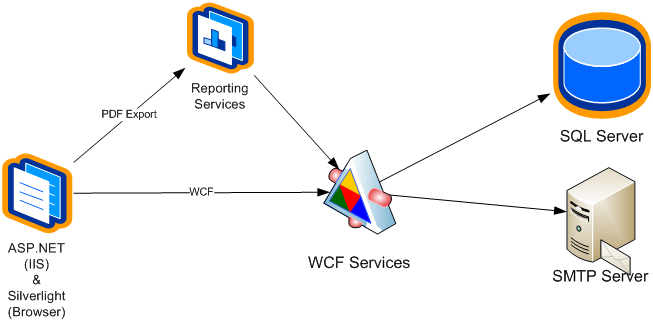 Reporting
Services
PDF Export
SQL Server
WCF
ASP.NET
(IIS)
&
Silverlight
(Browser)
WCF Services
SMTP Server